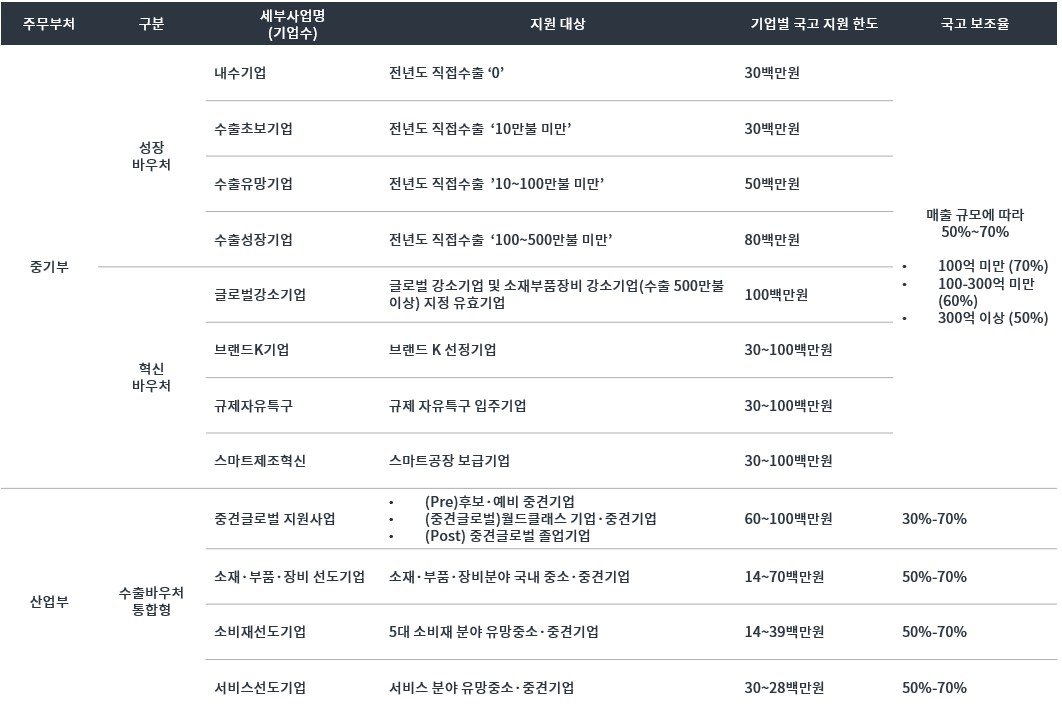 주무부처 구분 세부사업명 지원 대상 기업별 국고 지원 한도 국고 보조율
(기업수)
내수기업 전년도 직접수출 ‘0’ 30백만원
수출초보기업 전년도 직접수출 ‘10만불 미만’ 30백만원
성장
바우처
수출유망기업 전년도 직접수출 ’10~100만불 미만’ 50백만원
수출성장기업 전년도 직접수출 ‘100~500만불 미만’ 80백만원
매출 규모에 따라
50%~70%
• 100억 미만 (70%)
• 100-300억 미만
(60%)
• 300억 이상 (50%)
중기부
글로벌강소기업 글로벌 강소기업 및 소재부품장비 강소기업(수출 500만불 100백만원
이상) 지정 유효기업
브랜드K기업 브랜드 K 선정기업 30~100백만원
혁신
바우처
규제자유특구 규제 자유특구 입주기업 30~100백만원
스마트제조혁신 스마트공장 보급기업 30~100백만원
중견글로벌 지원사업 60~100백만원 30%-70%
• (Pre)후보·예비 중견기업
• (중견글로벌)월드클래스 기업·중견기업
• (Post) 중견글로벌 졸업기업
소재·부품·장비 선도기업 소재·부품·장비분야 국내 중소·중견기업 14~70백만원 50%-70%
산업부
수출바우처
통합형
소비재선도기업 5대 소비재 분야 유망중소·중견기업 14~39백만원 50%-70%
서비스선도기업 서비스 분야 유망중소·중견기업 30~28백만원 50%-70%